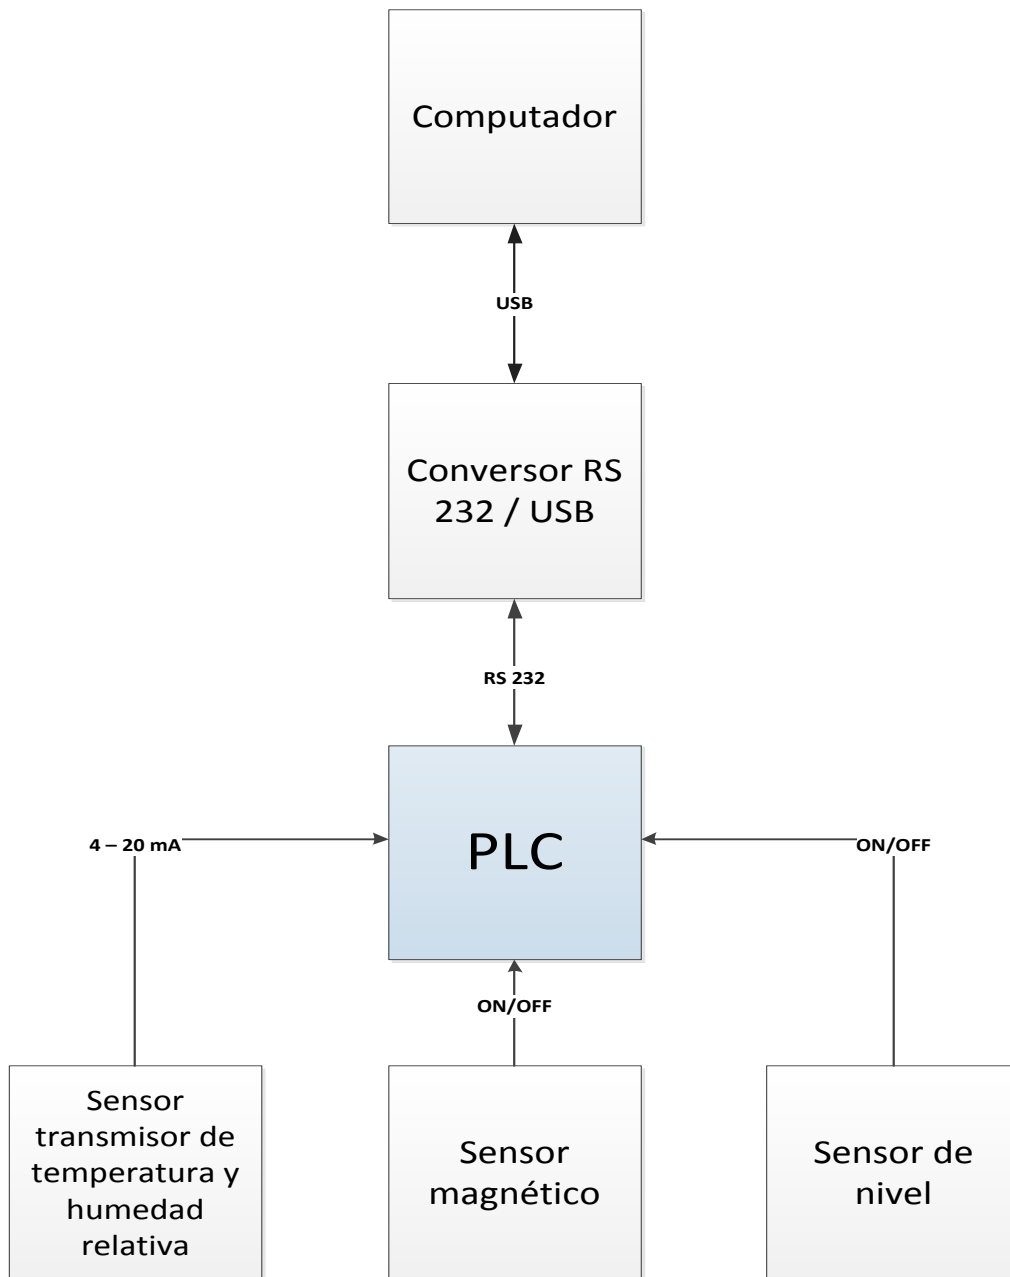 Computador
USB
Conversor RS
232 / USB
RS 232
PLC
4 – 20 mA
ON/OFF
ON/OFF
Sensor
transmisor de
temperatura y
humedad
relativa
Sensor
magnético
Sensor de
nivel